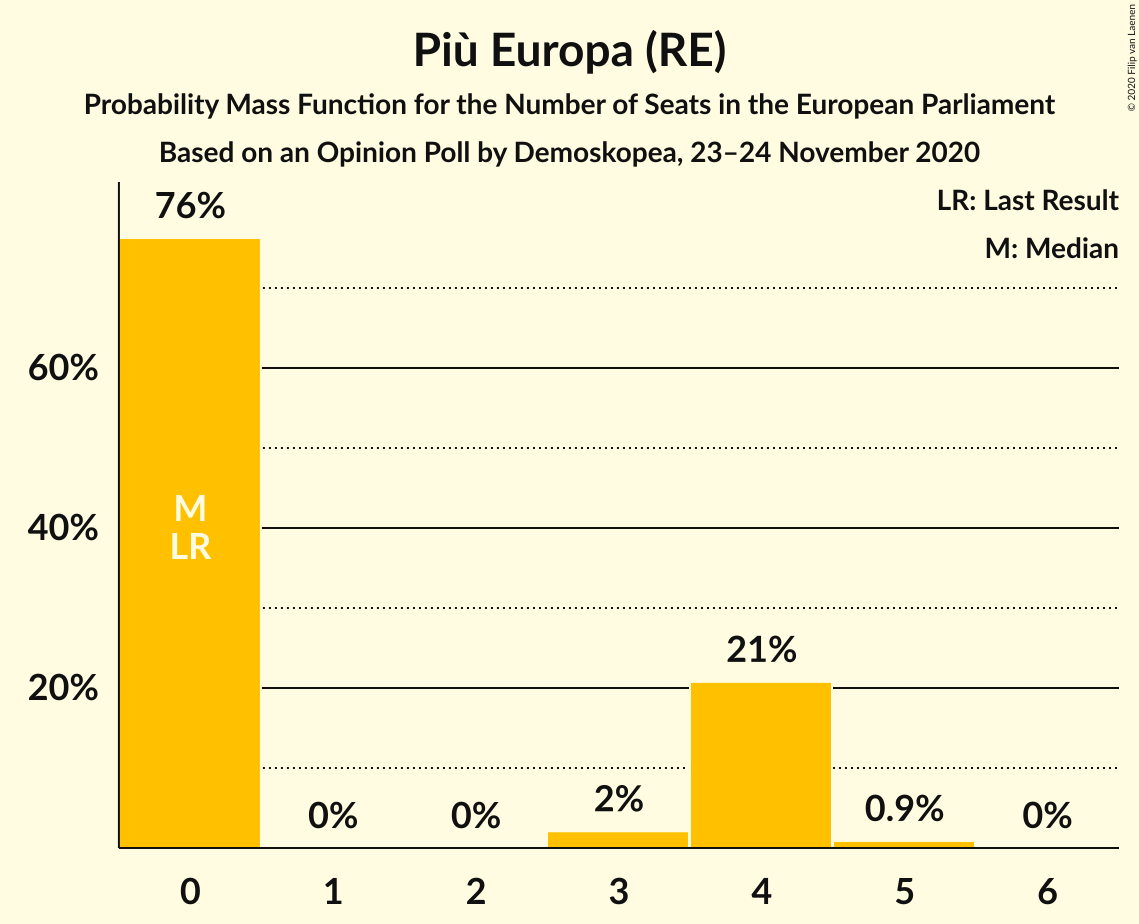 Più Europa (RE)
Probability Mass Function for the Number of Seats in the European Parliament
Based on an Opinion Poll by Demoskopea, 23–24 November 2020
© 2020 Filip van Laenen
LR: Last Result
M: Median
76%
60%
40%
20%
M
LR
0%
0%
2%
21%
0.9%
0%
0
1
2
3
4
5
6